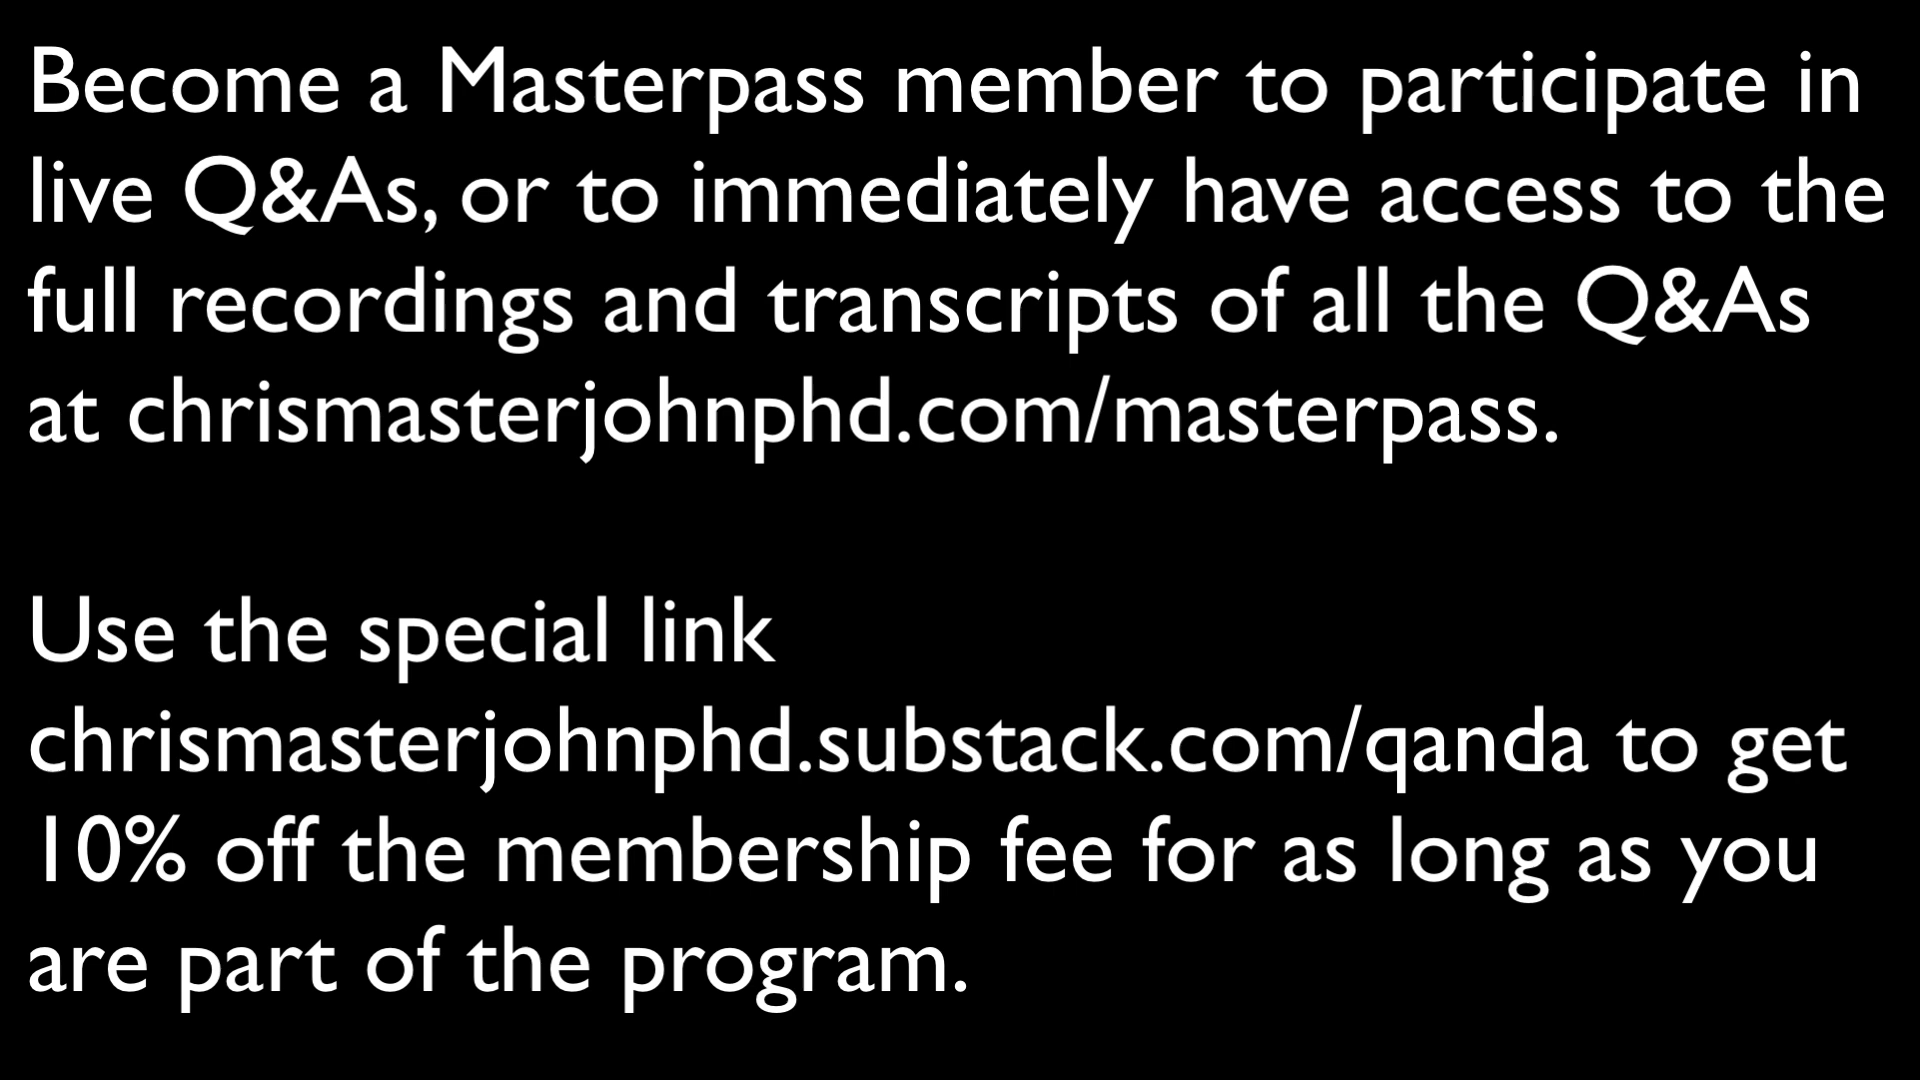 Become a Masterpass member to participate in
live Q&As, or to immediately have access to the
full recordings and transcripts of all the Q&As
at chrismasterjohnphd.com/masterpass.
Use the special link
chrismasterjohnphd.substack.com/qanda to get
10% off the membership fee for as long as you
are part of the program.